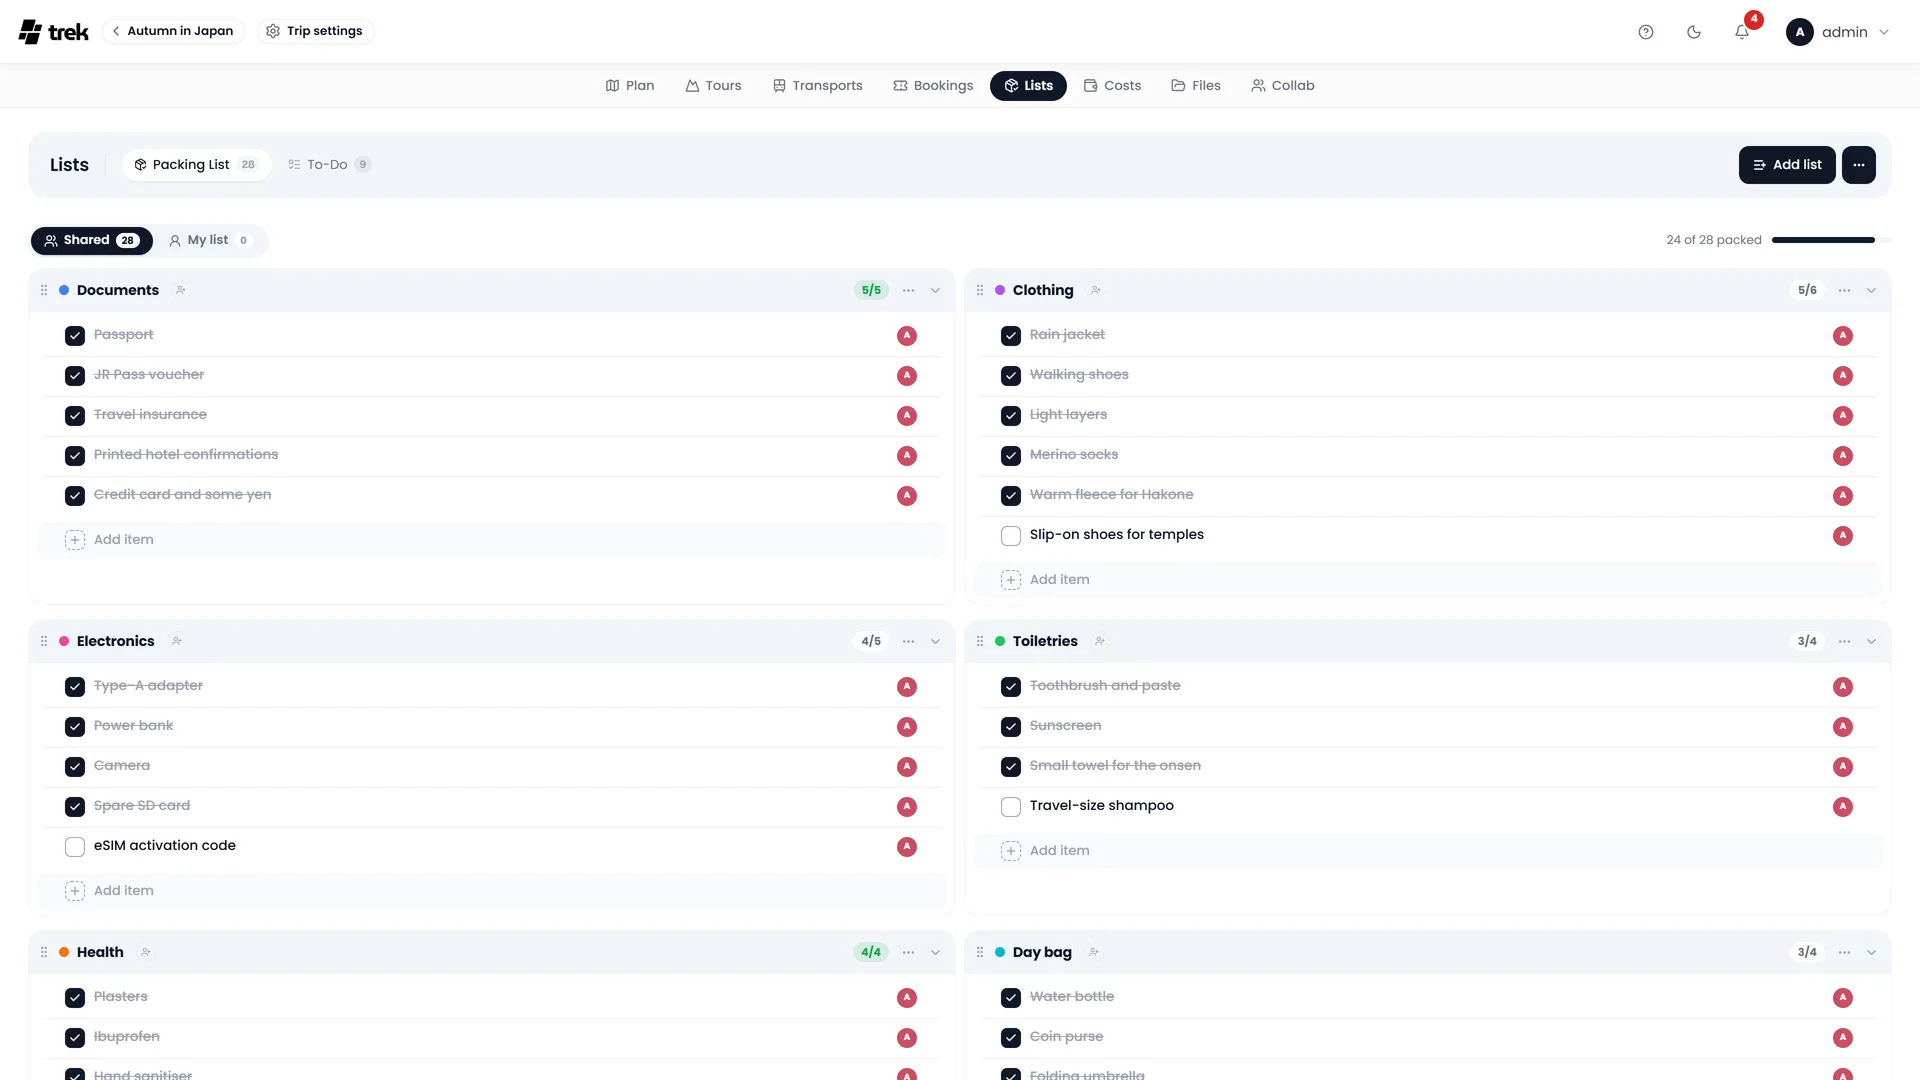 trek
Autumn in Japan
Trip settings
4
A
admin
Plan
Tours
Transports
Bookings
Lists
Costs
Files
Collab
Lists
Packing List 28
To-Do 9
Add list
Shared 28
My list 0
24 of 28 packed
Documents
5/5
Passport
A
JR Pass voucher
A
Travel insurance
A
Printed hotel confirmations
A
Credit card and some yen
A
Add item
Clothing
5/6
Rain jacket
A
Walking shoes
A
Light layers
A
Merino socks
A
Warm fleece for Hakone
A
Slip-on shoes for temples
A
Add item
Electronics
4/5
Type-A adapter
A
Power bank
A
Camera
A
Spare SD card
A
eSIM activation code
A
Add item
Toiletries
3/4
Toothbrush and paste
A
Sunscreen
A
Small towel for the onsen
A
Travel-size shampoo
A
Add item
Health
4/4
Plasters
A
Ibuprofen
A
Hand sanitiser
A
Day bag
3/4
Water bottle
A
Coin purse
A
Folding umbrella
A